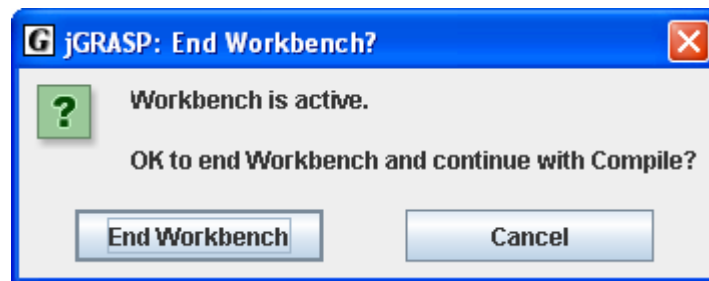 G jGRASP: End Workbench?
Workbench is active.
OK to end Workbench and continue with Compile?
End Workbench Cancel